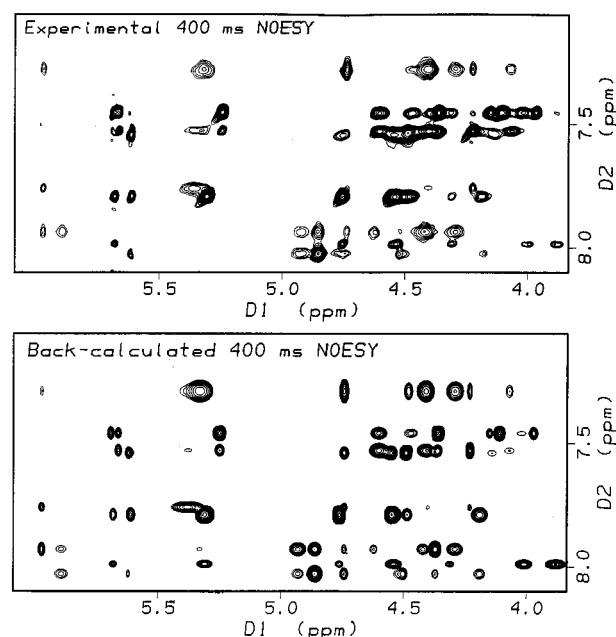 Experimental 400 ms NOESY
7.5
8.0
D2 (ppm)
5.5
5.0
4.5
4.0
D1 (ppm)
Back-calculated 400 ms NOESY
7.5
8.0
D2 (ppm)
5.5
5.0
4.5
4.0
D1 (ppm)